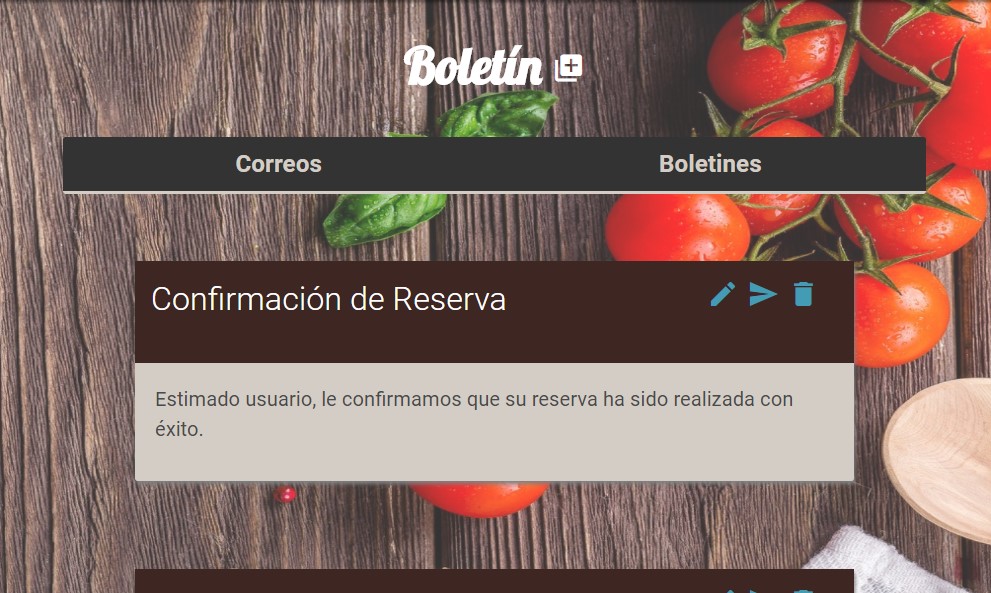 Boletín
Correos Boletines
Confirmación de Reserva
Estimado usuario, le confirmamos que su reserva ha sido realizada con
éxito.